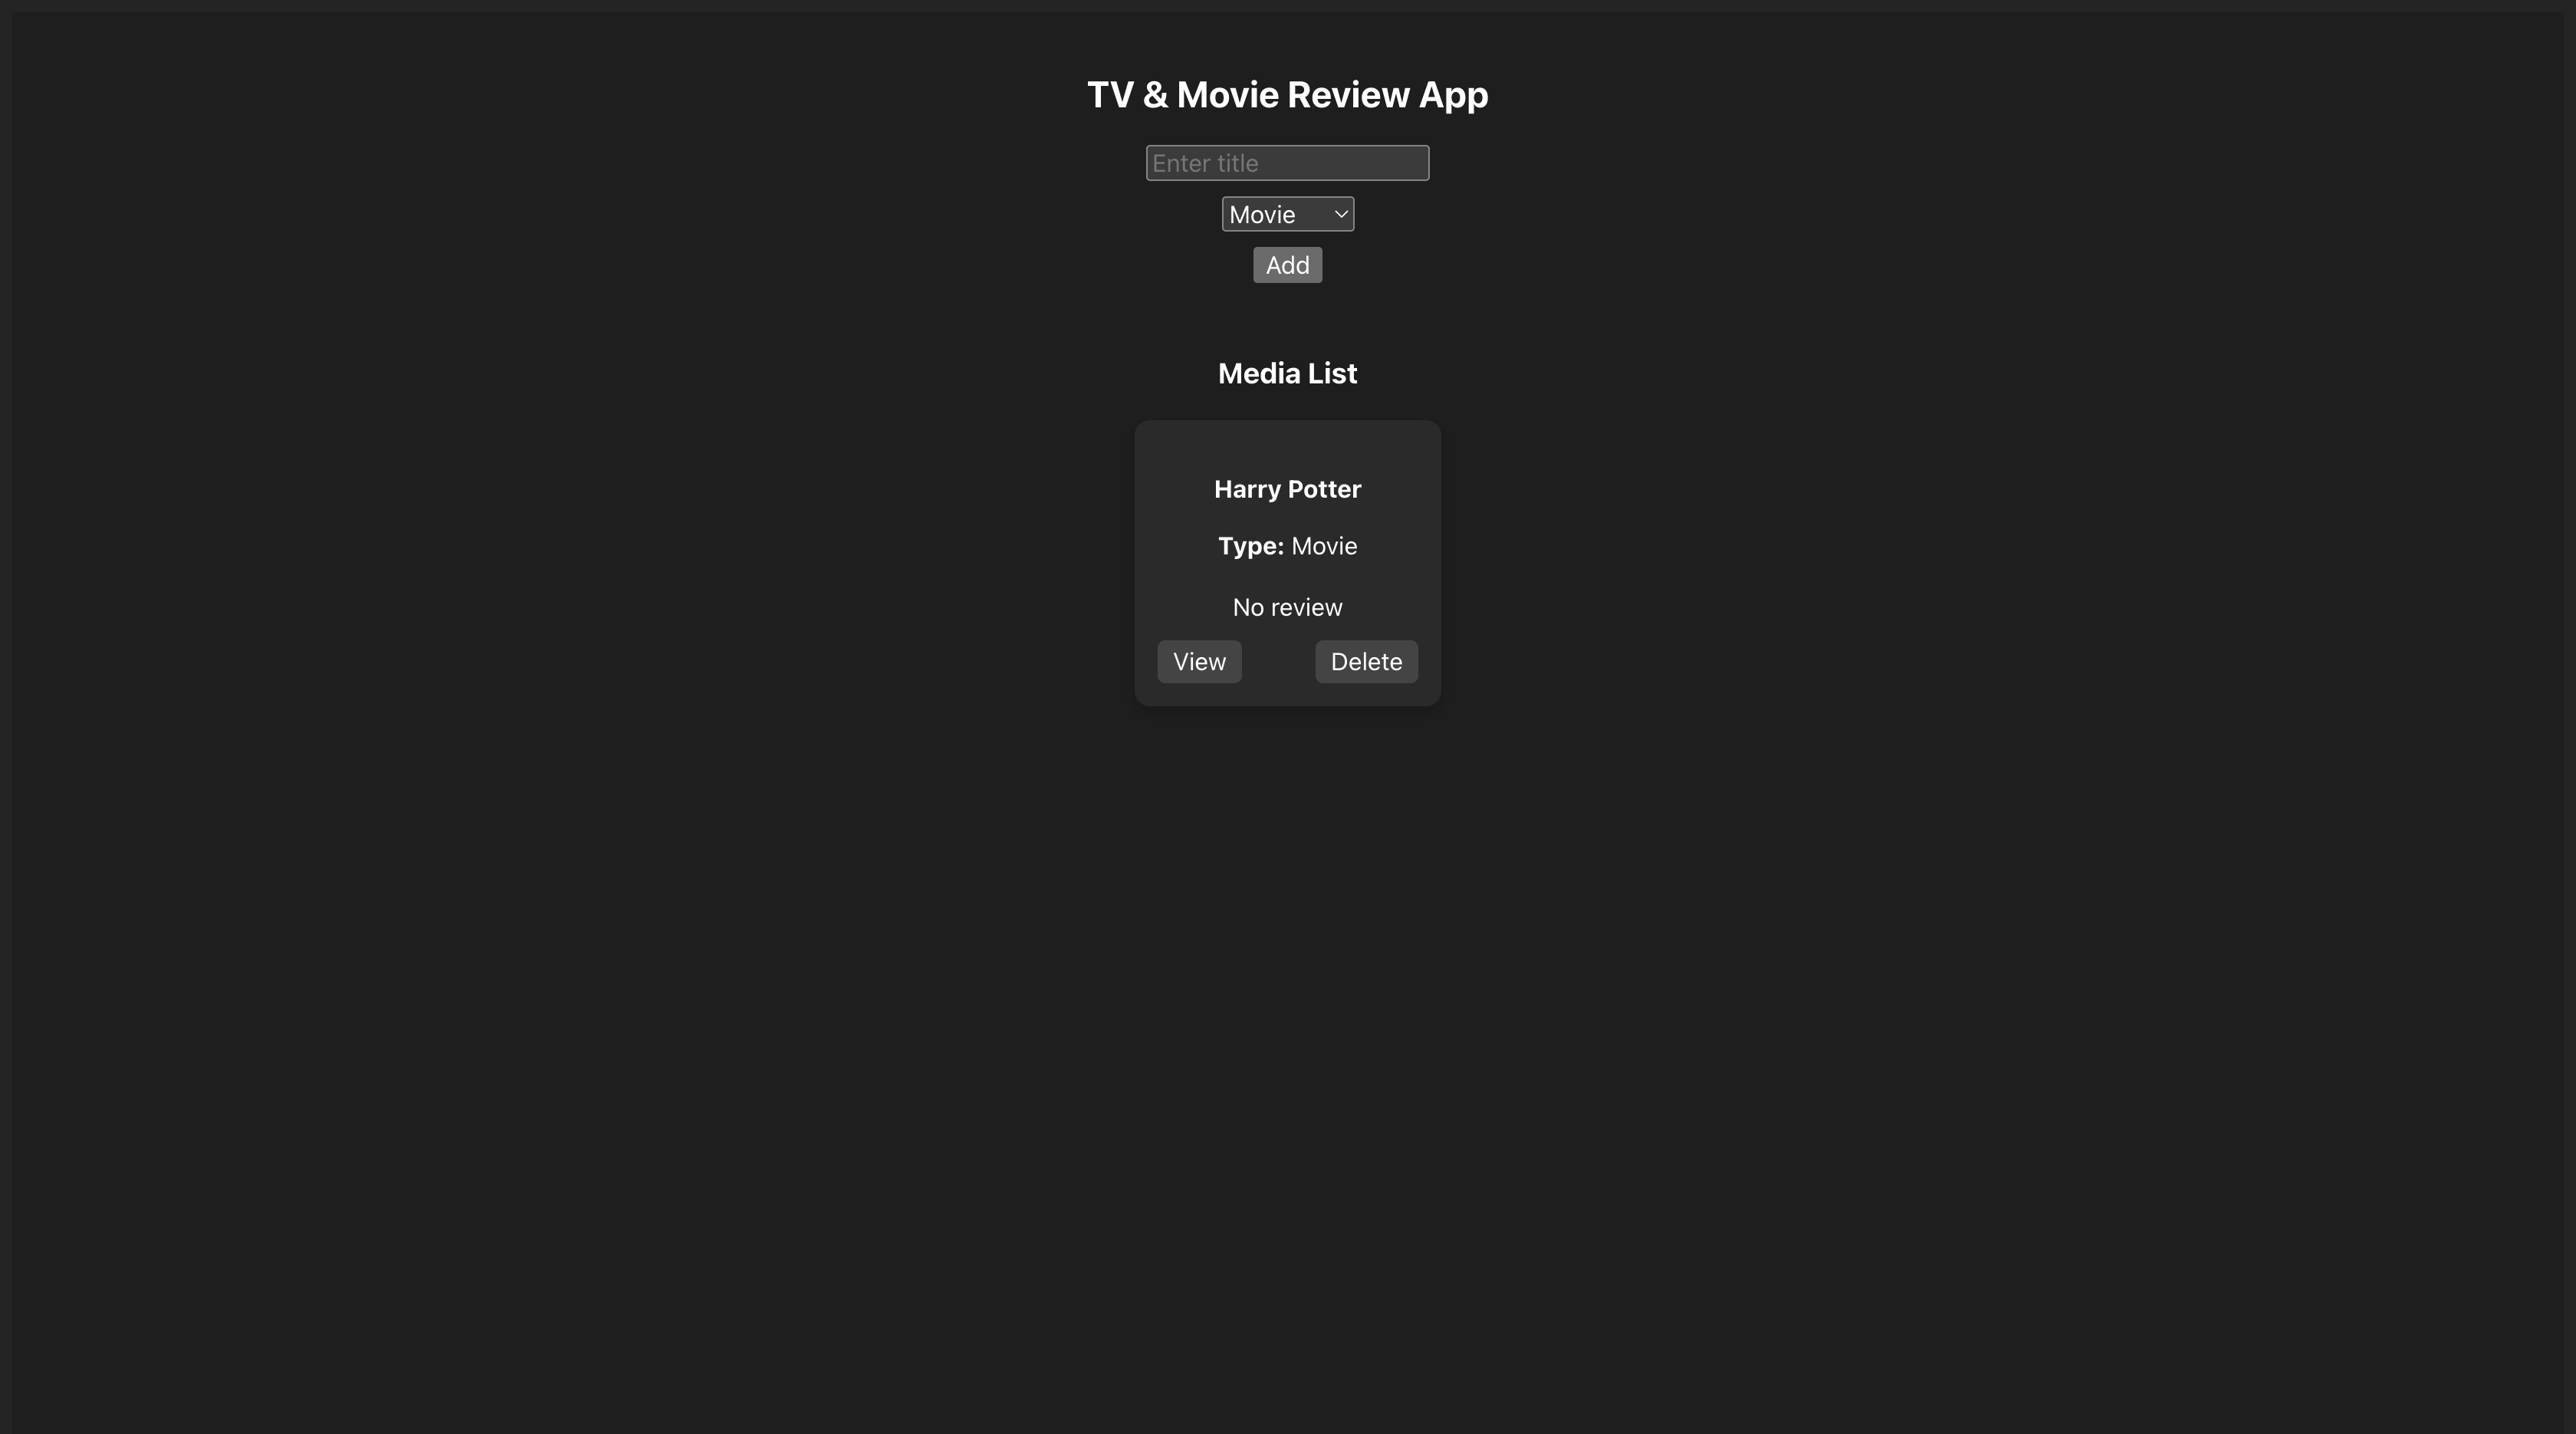 TV & Movie Review App
Enter title
Movie
Add
Media List
Harry Potter
Type: Movie
No review
View Delete